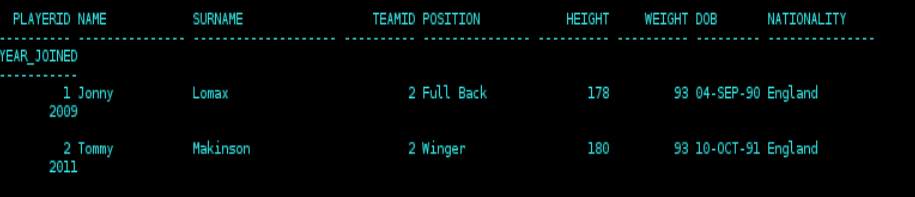 PLAYERID NAME SURNAME TEAMID POSITION HEIGHT WEIGHT DOB NATIONALITY
---------- --------------- -------------------- ---------- --------------- ---------- ---------- --------- ---------------
YEAR_JOINED
-----------
1 Jonny Lomax 2 Full Back 178 93 04-SEP-90 England
2009
2 Tommy Makinson 2 Winger 180 93 10-OCT-91 England
2011